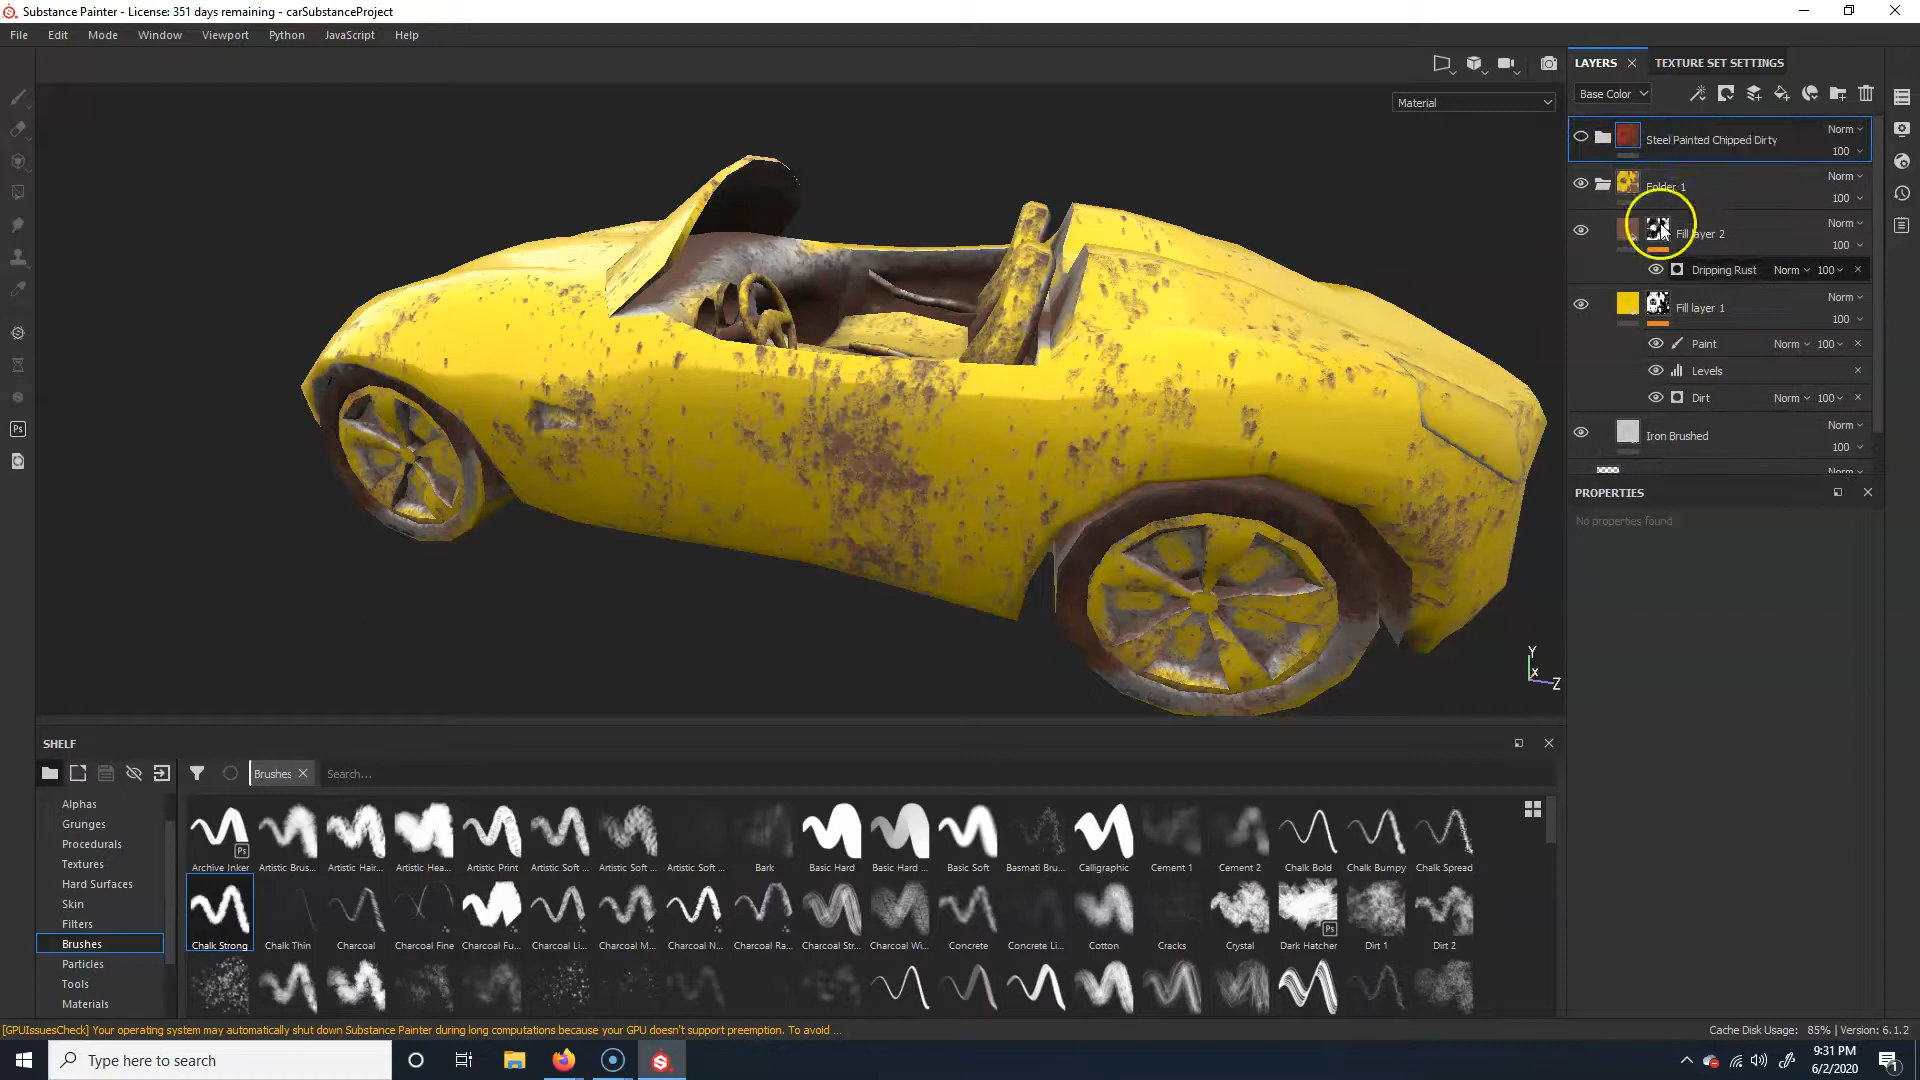 Substance Painter - License: 351 days remaining - carSubstanceProject
File Edit Mode Window Viewport Python JavaScript Help
LAYERS TEXTURE SET SETTINGS
Base Color
Material
Steel Painted Chipped Dirty Norm 100
Folder 1 Norm 100
Fill layer 2 Norm 100
Dripping Rust Norm 100
Fill layer 1 Norm 100
Paint Norm 100
Levels
Dirt Norm 100
Iron Brushed Norm 100
Norm
PROPERTIES
No properties found
Ps
Y
X
Z
SHELF
Brushes Search...
Alphas
Grunges
Procedurals
Textures
Hard Surfaces
Skin
Filters
Brushes
Particles
Tools
Materials
Ps
Archive Inker Artistic Brus... Artistic Hair... Artistic Hea... Artistic Print Artistic Soft ... Artistic Soft ... Artistic Soft ... Bark Basic Hard Basic Hard ... Basic Soft Basmati Bru... Calligraphic Cement 1 Cement 2 Chalk Bold Chalk Bumpy Chalk Spread
Ps
Chalk Strong Chalk Thin Charcoal Charcoal Fine Charcoal Fu... Charcoal Li... Charcoal M... Charcoal N... Charcoal Ra... Charcoal Str... Charcoal Wi... Concrete Concrete Li... Cotton Cracks Crystal Dark Hatcher Dirt 1 Dirt 2
[GPUIssuesCheck] Your operating system may automatically shut down Substance Painter during long computations because your GPU doesn't support preemption. To avoid ...
Cache Disk Usage: 85% | Version: 6.1.2
Type here to search
9:31 PM
6/2/2020
1